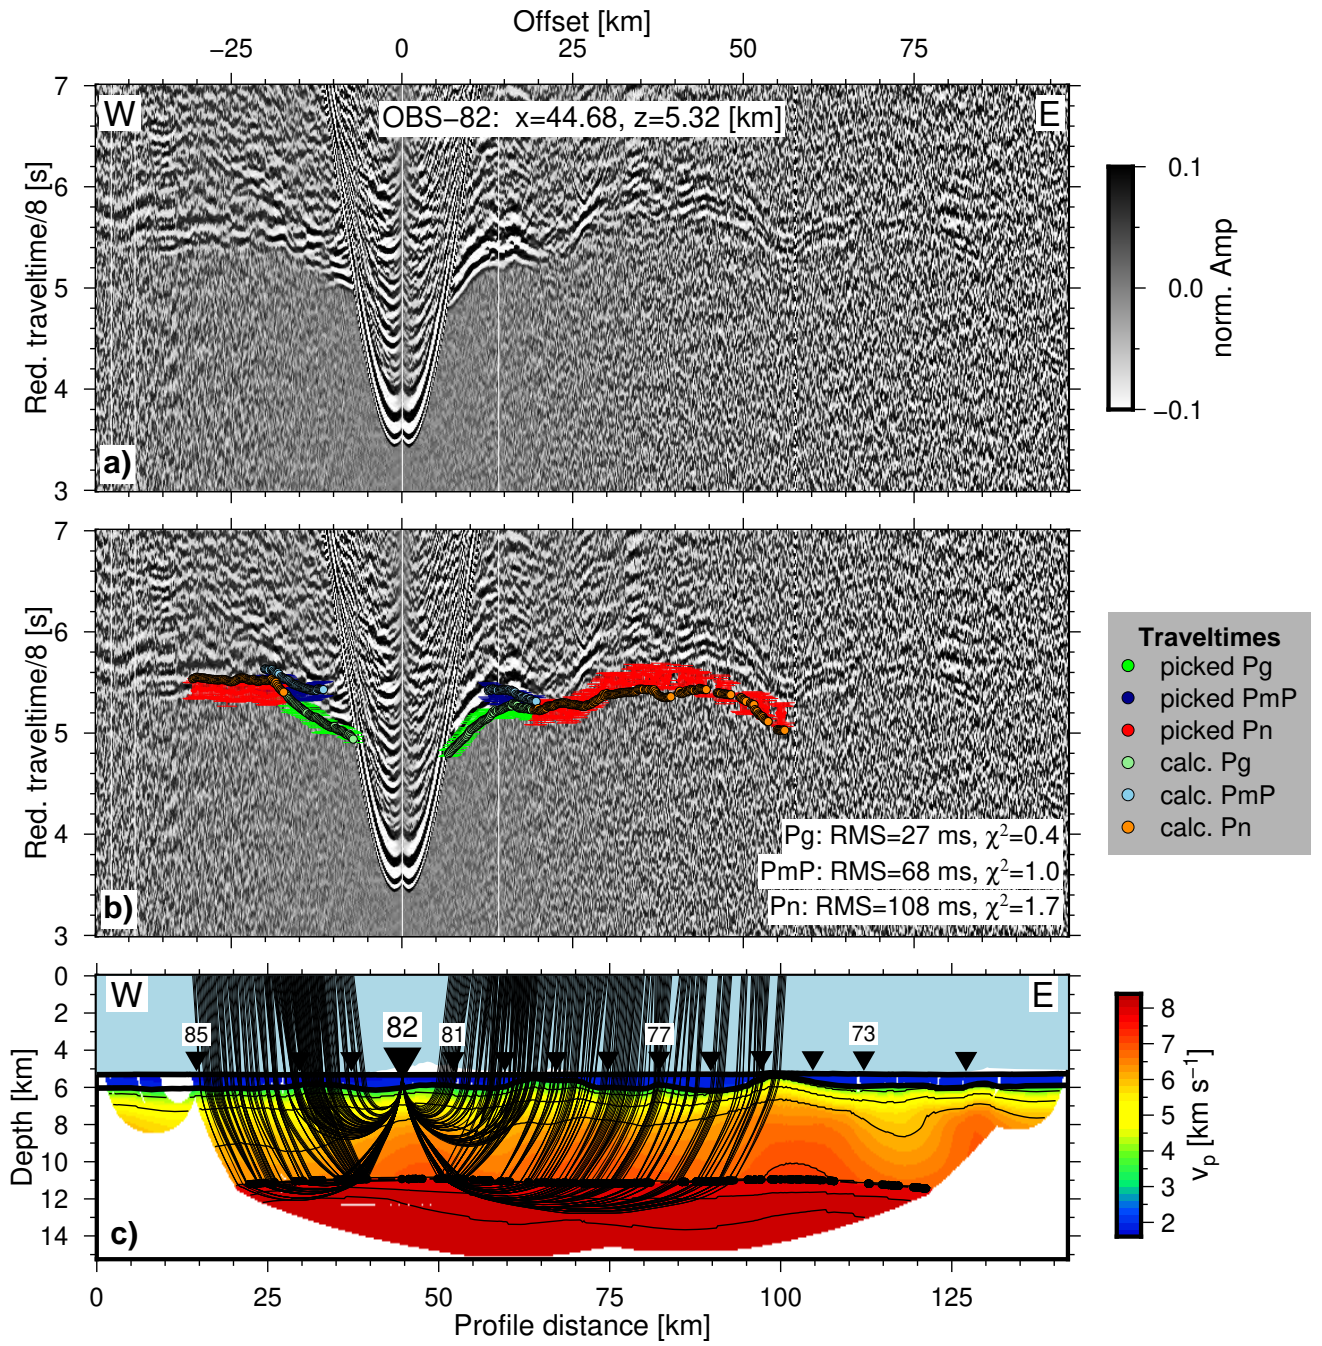 Offset [km]
−25 0 25 50 75
W E
OBS−82: x=44.68, z=5.32 [km]
7
6
5
4
3
Red. traveltime/8 [s]
a)
0.1
0.0
−0.1
norm. Amp
7
6
5
4
3
Red. traveltime/8 [s]
b)
Pg: RMS=27 ms, χ²=0.4
PmP: RMS=68 ms, χ²=1.0
Pn: RMS=108 ms, χ²=1.7
Traveltimes
picked Pg
picked PmP
picked Pn
calc. Pg
calc. PmP
calc. Pn
W E
85 82 81 77 73
0
2
4
6
8
10
12
14
Depth [km]
c)
8
7
6
5
4
3
2
vp [km s⁻¹]
0 25 50 75 100 125
Profile distance [km]